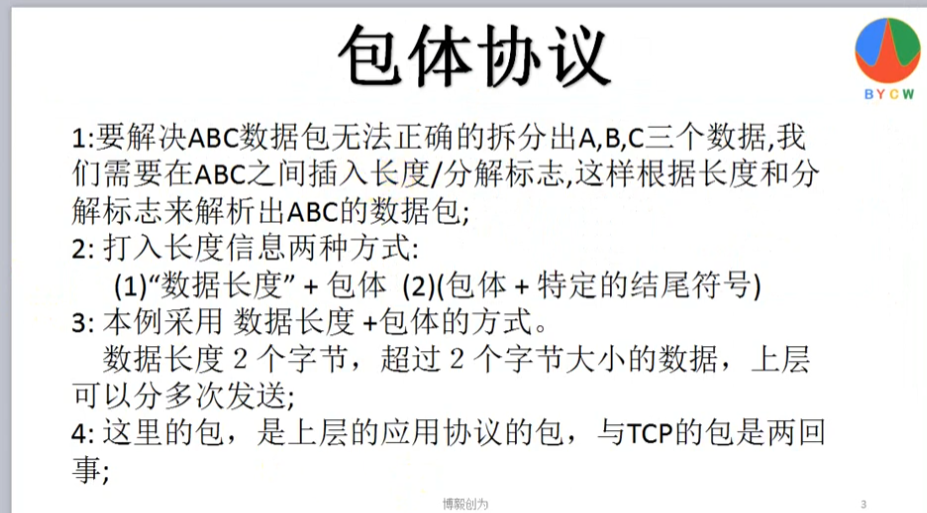 包体协议
BYCW
1:要解决ABC数据包无法正确的拆分出A,B,C三个数据,我
们需要在ABC之间插入长度/分解标志,这样根据长度和分
解标志来解析出ABC的数据包;
2: 打入长度信息两种方式:
(1)“数据长度” + 包体 (2)(包体 + 特定的结尾符号)
3: 本例采用 数据长度 +包体的方式。
数据长度 2 个字节，超过 2 个字节大小的数据，上层
可以分多次发送;
4: 这里的包，是上层的应用协议的包，与TCP的包是两回
事;
博毅创为
3